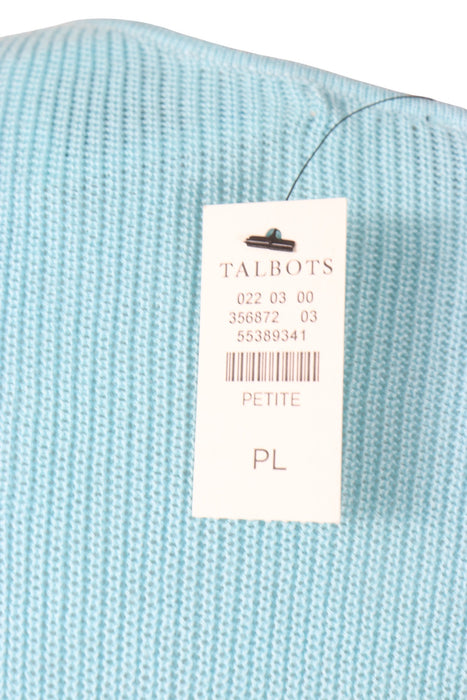 TALBOTS
022 03 00
356872 03
55389341
PETITE
PL